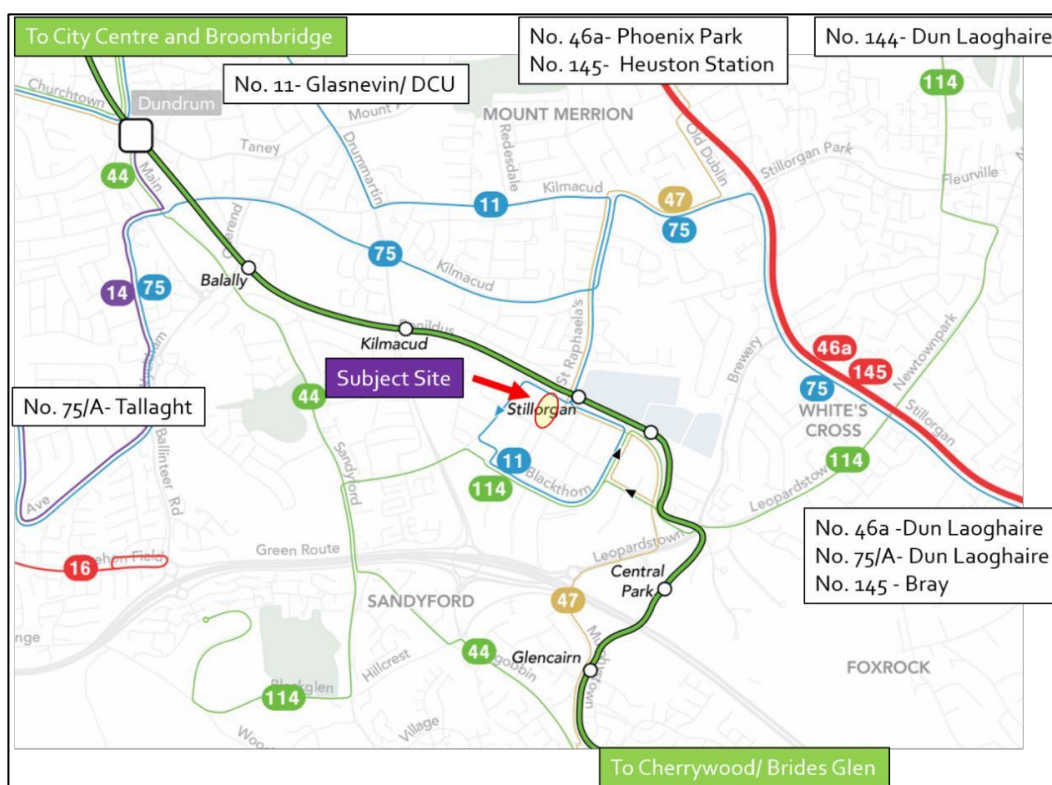 To City Centre and Broombridge
No. 46a- Phoenix Park
No. 145- Heuston Station
No. 144- Dun Laoghaire
No. 11- Glasnevin/ DCU
Churchtown
Dundrum
114
MOUNT MERRION
Taney
Mount
Redesdale
Old Dublin
Stillorgan Park
Fleurville
44
Main
Drummartin
11
Kilmacud
47
75
75
Kilmacud
Balally
14
75
Kilmacud
Benildus
St Raphaela's
Brewery
46a
145
75
Newtownpark
Subject Site
Stillorgan
WHITE'S
CROSS
Stillorgan
No. 75/A- Tallaght
44
Sandyford
11
Blackthorn
114
114
Leopardstown
Ballinteer Rd
Ave
16
Green Route
Leopardstown
Central
Park
No. 46a -Dun Laoghaire
No. 75/A- Dun Laoghaire
No. 145 - Bray
SANDYFORD
47
Murphystown
44
Glencairn
FOXROCK
Hillcrest
114
Blackglen
Village
To Cherrywood/ Brides Glen